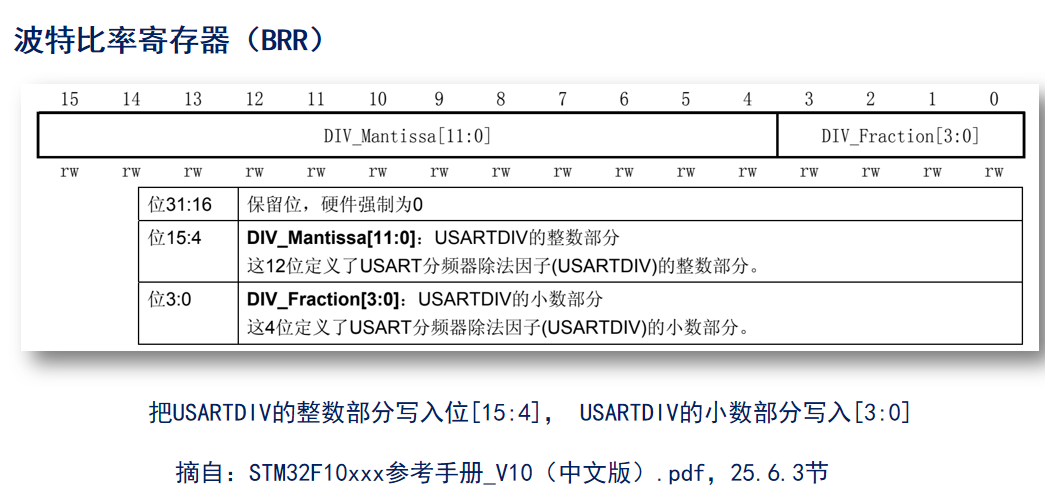 波特比率寄存器（BRR）
15 14 13 12 11 10 9 8 7 6 5 4 3 2 1 0
DIV_Mantissa[11:0] DIV_Fraction[3:0]
rw rw rw rw rw rw rw rw rw rw rw rw rw rw rw rw
位31:16 保留位，硬件强制为0
位15:4 DIV_Mantissa[11:0]：USARTDIV的整数部分
这12位定义了USART分频器除法因子(USARTDIV)的整数部分。
位3:0 DIV_Fraction[3:0]：USARTDIV的小数部分
这4位定义了USART分频器除法因子(USARTDIV)的小数部分。
把USARTDIV的整数部分写入位[15:4]， USARTDIV的小数部分写入[3:0]
摘自：STM32F10xxx参考手册_V10（中文版）.pdf，25.6.3节